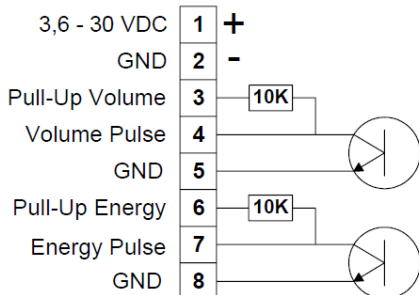 3,6 - 30 VDC 1 +
GND 2 -
Pull-Up Volume 3 10K
Volume Pulse 4
GND 5
Pull-Up Energy 6 10K
Energy Pulse 7
GND 8